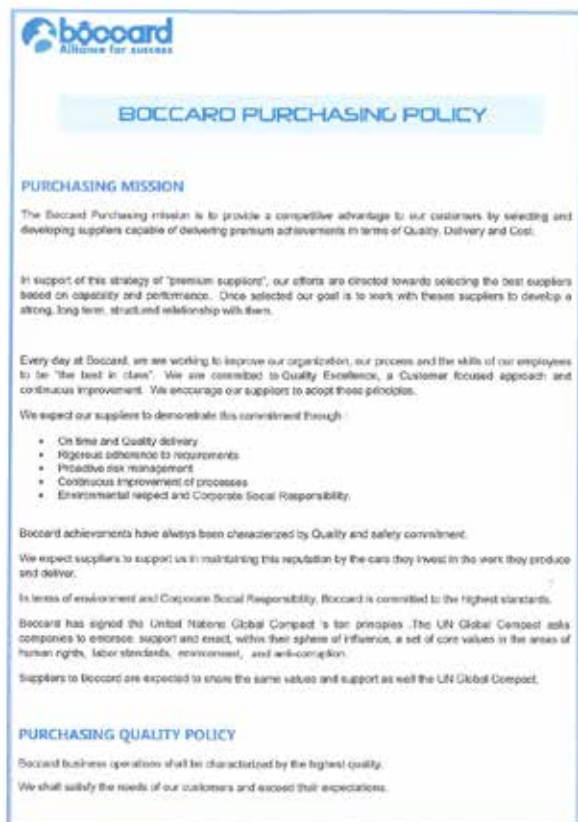 bôccard
Alliance for success
BOCCARD PURCHASING POLICY
PURCHASING MISSION
The Boccard Purchasing mission is to provide a competitive advantage to our customers by selecting and
developing suppliers capable of delivering premium achievements in terms of Quality, Delivery and Cost.
In support of this strategy of "premium suppliers", our efforts are directed towards selecting the best suppliers
based on capability and performance. Once selected our goal is to work with theses suppliers to develop a
strong, long term, structured relationship with them.
Every day at Boccard, we are working to improve our organization, our process and the skills of our employees
to be "the best in class". We are committed to Quality Excellence, a Customer focused approach and
continuous improvement. We encourage our suppliers to adopt these principles.
We expect our suppliers to demonstrate this commitment through :
• On time and Quality delivery
• Rigorous adherence to requirements
• Proactive risk management
• Continuous improvement of processes
• Environmental respect and Corporate Social Responsibility.
Boccard achievements have always been characterized by Quality and safety commitment.
We expect suppliers to support us in maintaining this reputation by the care they invest in the work they produce
and deliver.
In terms of environment and Corporate Social Responsibility, Boccard is committed to the highest standards.
Boccard has signed the United Nations Global Compact 's ten principles .The UN Global Compact asks
companies to embrace, support and enact, within their sphere of influence, a set of core values in the areas of
human rights, labor standards, environment, and anti-corruption.
Suppliers to Boccard are expected to share the same values and support as well the UN Global Compact.
PURCHASING QUALITY POLICY
Boccard business operations shall be characterized by the highest quality.
We shall satisfy the needs of our customers and exceed their expectations.